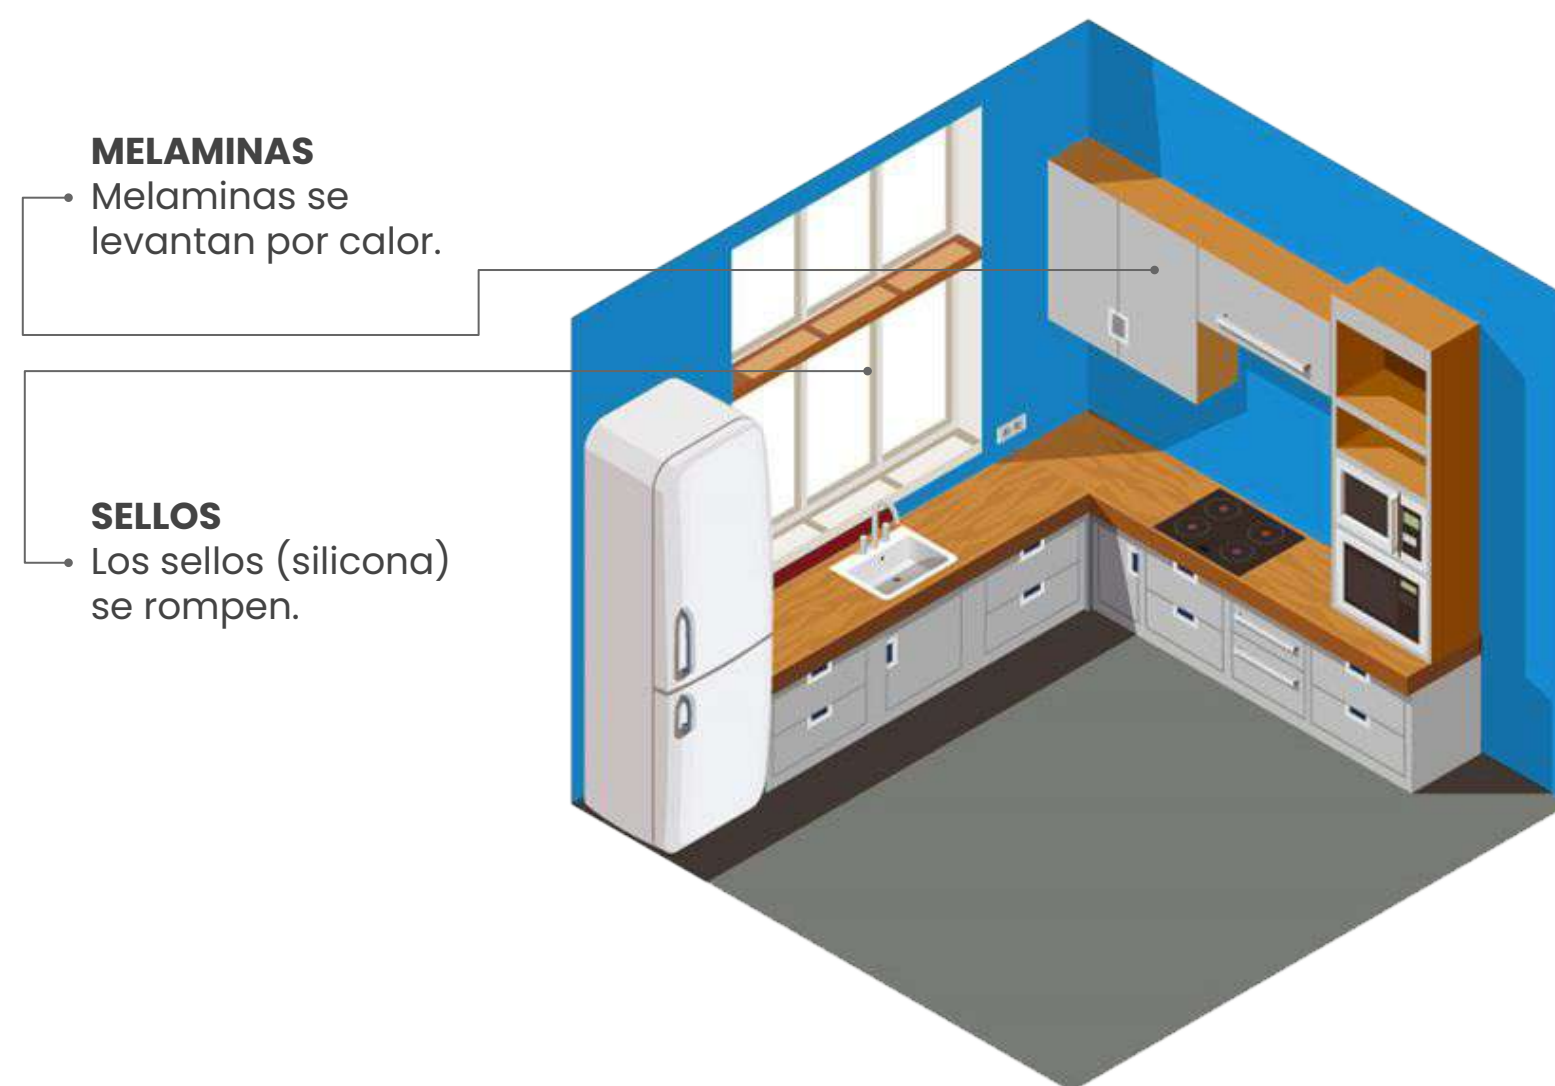 MELAMINAS
Melaminas se
levantan por calor.
SELLOS
Los sellos (silicona)
se rompen.